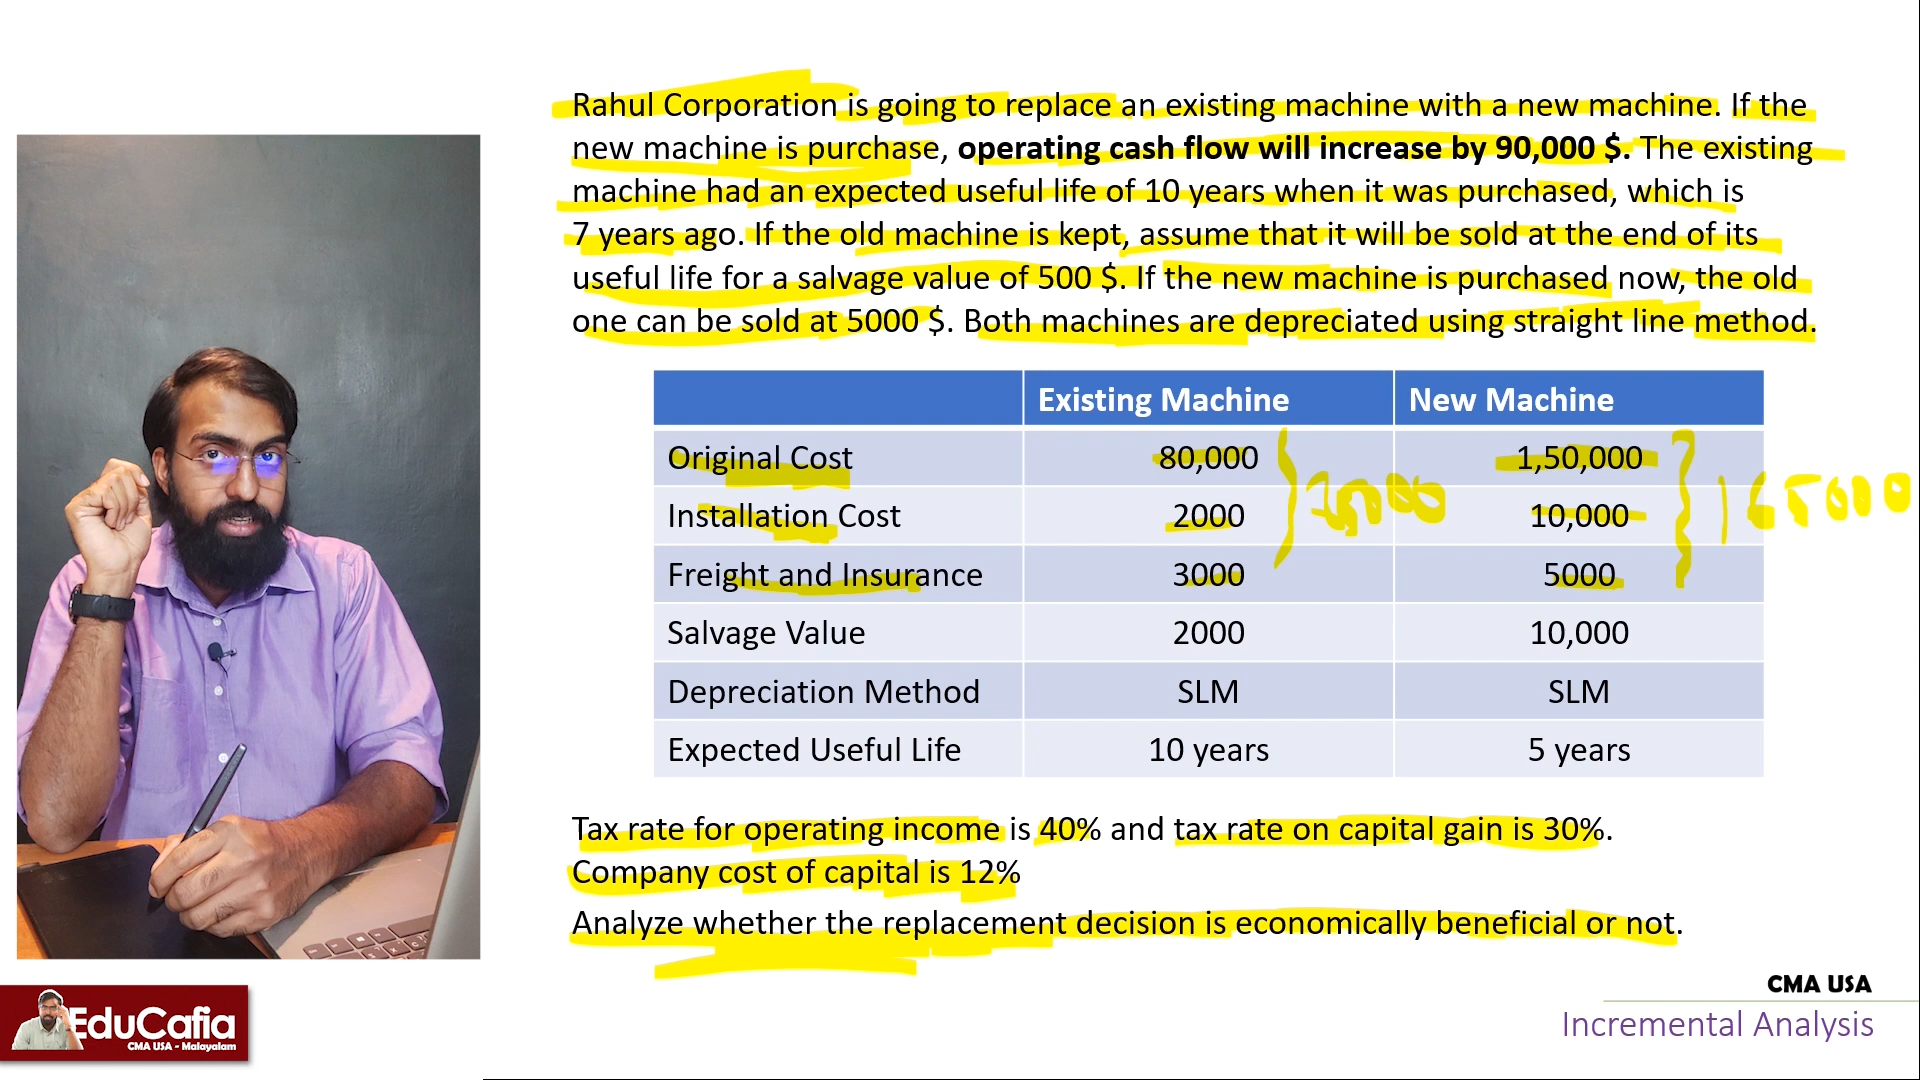 Rahul Corporation is going to replace an existing machine with a new machine. If the
new machine is purchase, operating cash flow will increase by 90,000 $. The existing
machine had an expected useful life of 10 years when it was purchased, which is
7 years ago. If the old machine is kept, assume that it will be sold at the end of its
useful life for a salvage value of 500 $. If the new machine is purchased now, the old
one can be sold at 5000 $. Both machines are depreciated using straight line method.
Existing Machine New Machine
Original Cost 80,000 1,50,000
Installation Cost 2000 10,000
165000
Freight and Insurance 3000 5000
Salvage Value 2000 10,000
Depreciation Method SLM SLM
Expected Useful Life 10 years 5 years
Tax rate for operating income is 40% and tax rate on capital gain is 30%.
Company cost of capital is 12%
Analyze whether the replacement decision is economically beneficial or not.
CMA USA
Incremental Analysis
EduCafia
CMA USA - Malayalam